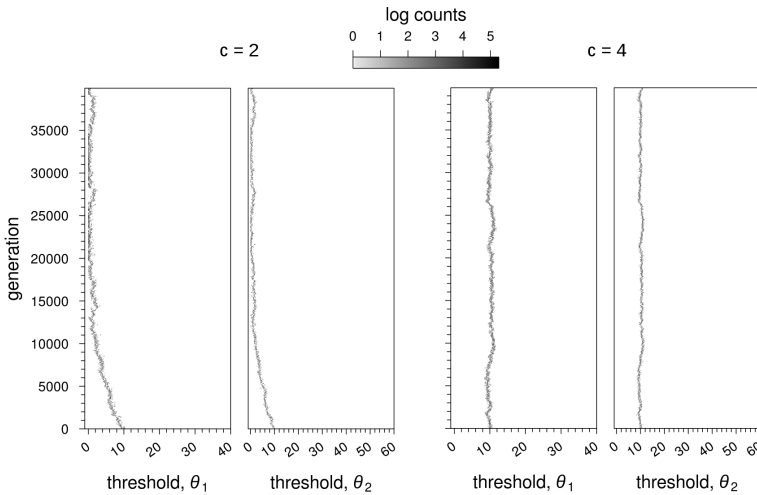 log counts
0 1 2 3 4 5
c = 2
c = 4
generation
35000
30000
25000
20000
15000
10000
5000
0
0 10 20 30 40
0 10 20 30 40 50 60
0 10 20 30 40
0 10 20 30 40 50
threshold, θ1
threshold, θ2
threshold, θ1
threshold, θ2